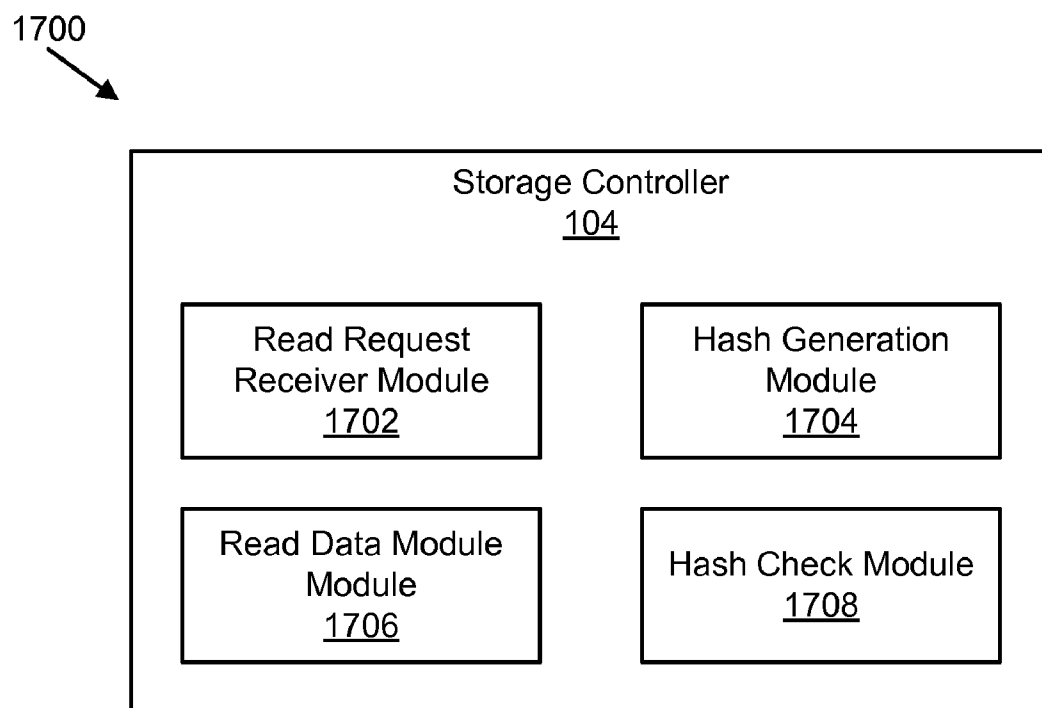 1700
Storage Controller
104
Read Request
Receiver Module
1702
Hash Generation
Module
1704
Read Data Module
Module
1706
Hash Check Module
1708